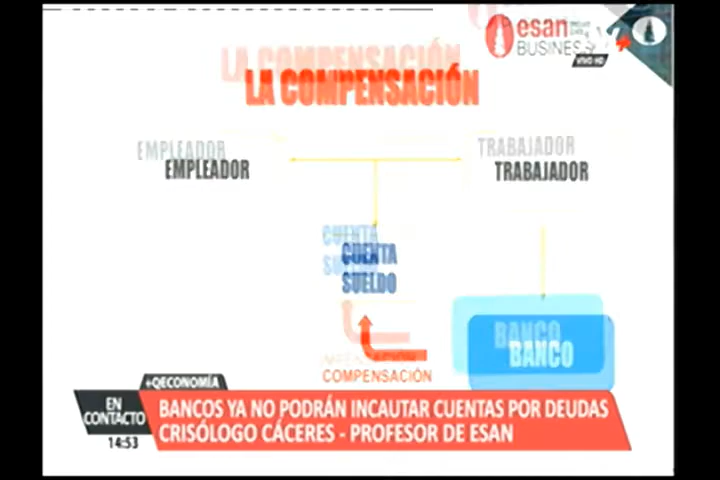 esan
BUSINESS
VIVO HD
LA COMPENSACIÓN
EMPLEADOR
TRABAJADOR
CUENTA
SUELDO
BANCO
COMPENSACIÓN
+QECONOMÍA
EN
CONTACTO
14:53
BANCOS YA NO PODRÁN INCAUTAR CUENTAS POR DEUDAS
CRISÓLOGO CÁCERES - PROFESOR DE ESAN